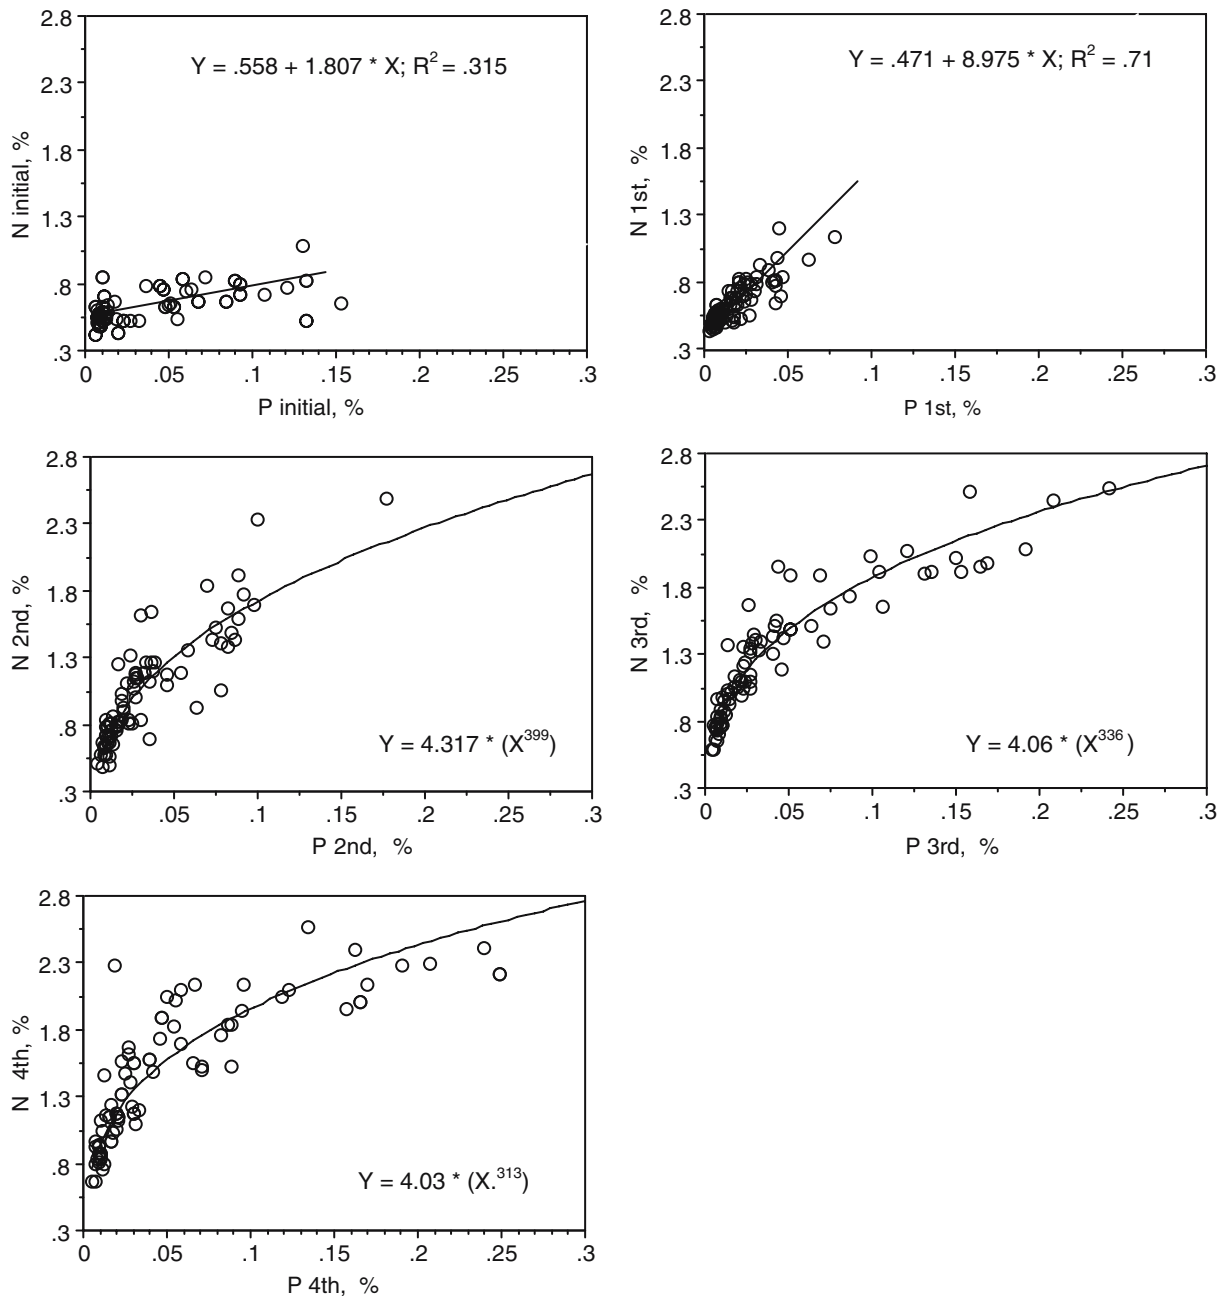 2.8
2.3
1.8
1.3
.8
.3
N initial, %
Y = .558 + 1.807 * X; R² = .315
0 .05 .1 .15 .2 .25 .3
P initial, %
2.8
2.3
1.8
1.3
.8
.3
N 1st, %
Y = .471 + 8.975 * X; R² = .71
0 .05 .1 .15 .2 .25 .3
P 1st, %
2.8
2.3
1.8
1.3
.8
.3
N 2nd, %
Y = 4.317 * (X³⁹⁹)
0 .05 .1 .15 .2 .25 .3
P 2nd, %
2.8
2.3
1.8
1.3
.8
.3
N 3rd, %
Y = 4.06 * (X³³⁶)
0 .05 .1 .15 .2 .25 .3
P 3rd, %
2.8
2.3
1.8
1.3
.8
.3
N 4th, %
Y = 4.03 * (X.³¹³)
0 .05 .1 .15 .2 .25 .3
P 4th, %